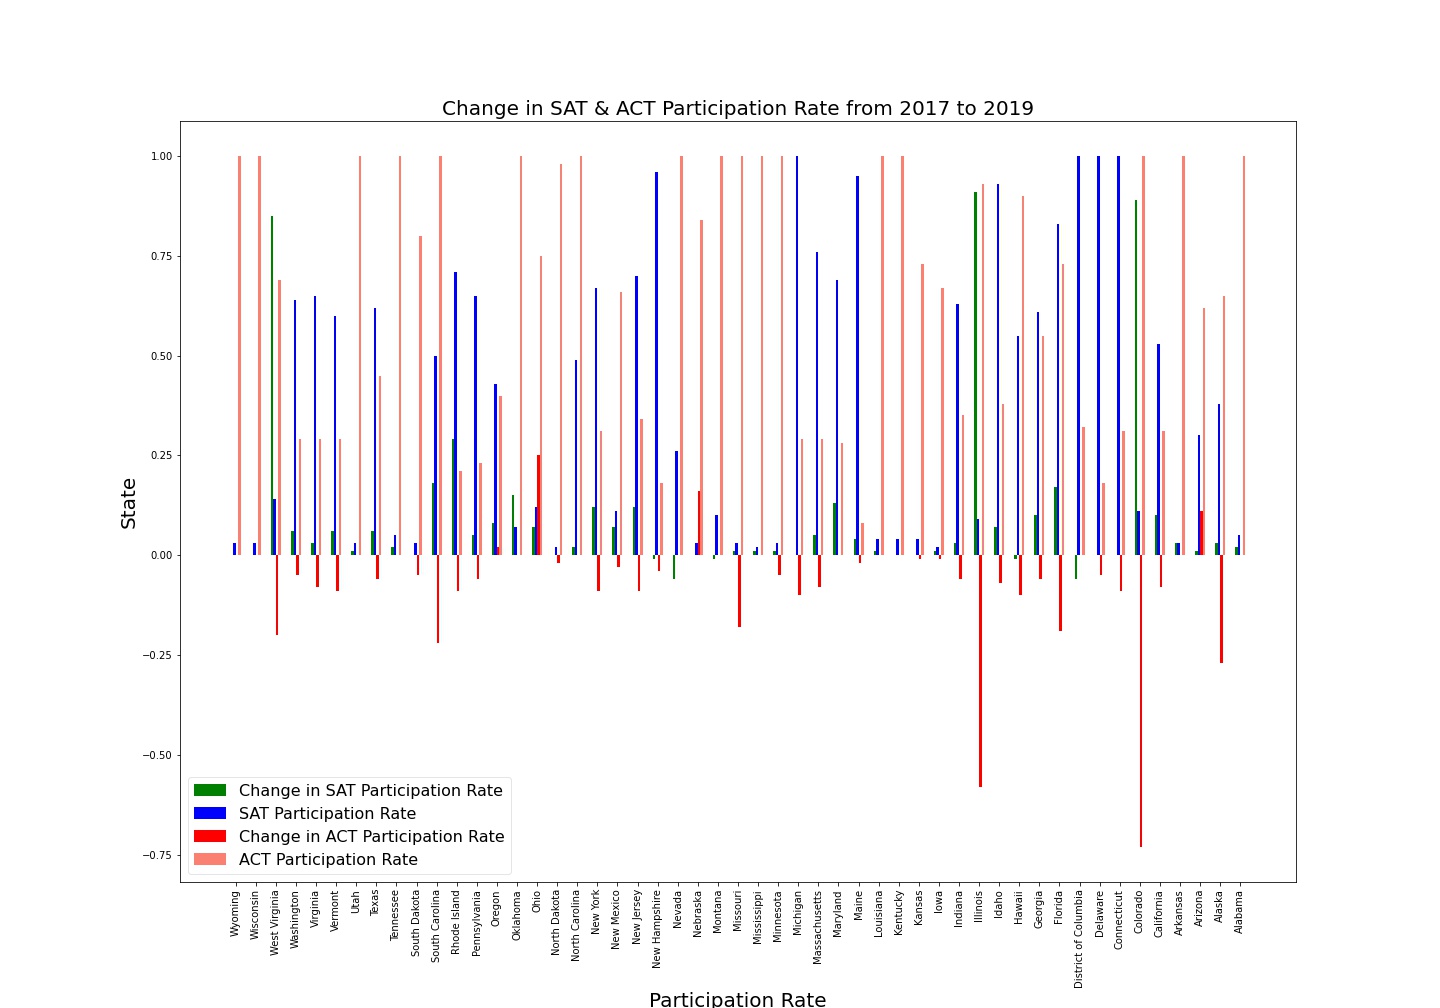 Change in SAT & ACT Participation Rate from 2017 to 2019
1.00
0.75
0.50
0.25
0.00
−0.25
−0.50
−0.75
State
Change in SAT Participation Rate
SAT Participation Rate
Change in ACT Participation Rate
ACT Participation Rate
Wyoming
Wisconsin
West Virginia
Washington
Virginia
Vermont
Utah
Texas
Tennessee
South Dakota
South Carolina
Rhode Island
Pennsylvania
Oregon
Oklahoma
Ohio
North Dakota
North Carolina
New York
New Mexico
New Jersey
New Hampshire
Nevada
Nebraska
Montana
Missouri
Mississippi
Minnesota
Michigan
Massachusetts
Maryland
Maine
Louisiana
Kentucky
Kansas
Iowa
Indiana
Illinois
Idaho
Hawaii
Georgia
Florida
District of Columbia
Delaware
Connecticut
Colorado
California
Arkansas
Arizona
Alaska
Alabama
Participation Rate